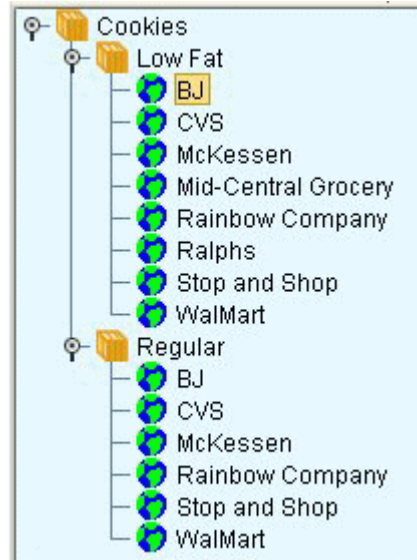 Cookies
Low Fat
BJ
CVS
McKessen
Mid-Central Grocery
Rainbow Company
Ralphs
Stop and Shop
WalMart
Regular
BJ
CVS
McKessen
Rainbow Company
Stop and Shop
WalMart